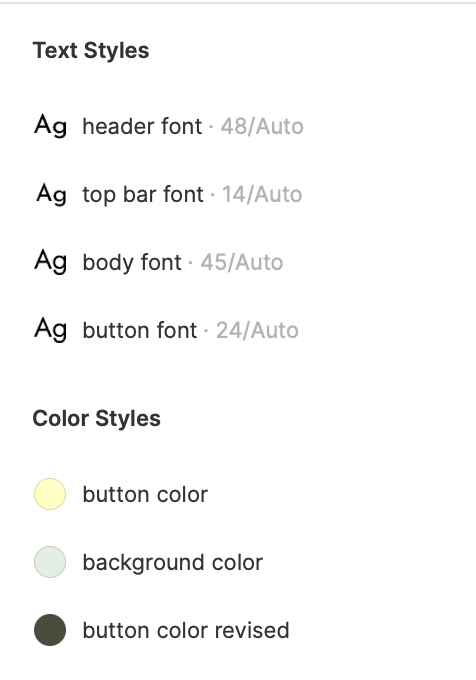 Text Styles
Ag header font · 48/Auto
Ag top bar font · 14/Auto
Ag body font · 45/Auto
Ag button font · 24/Auto
Color Styles
button color
background color
button color revised